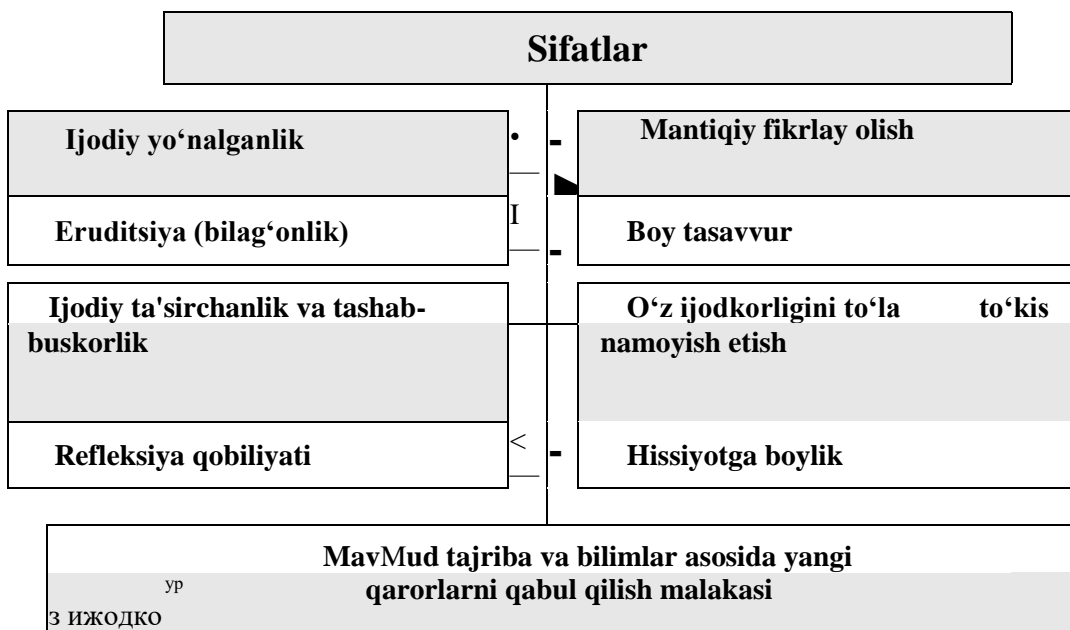 Sifatlar
Ijodiy yo‘nalganlik
Mantiqiy fikrlay olish
Eruditsiya (bilag‘onlik)
Boy tasavvur
Ijodiy ta'sirchanlik va tashab-
buskorlik
O‘z ijodkorligini to‘la to‘kis
namoyish etish
Refleksiya qobiliyati
Hissiyotga boylik
MavMud tajriba va bilimlar asosida yangi
qarorlarni qabul qilish malakasi
ур
з ижодко